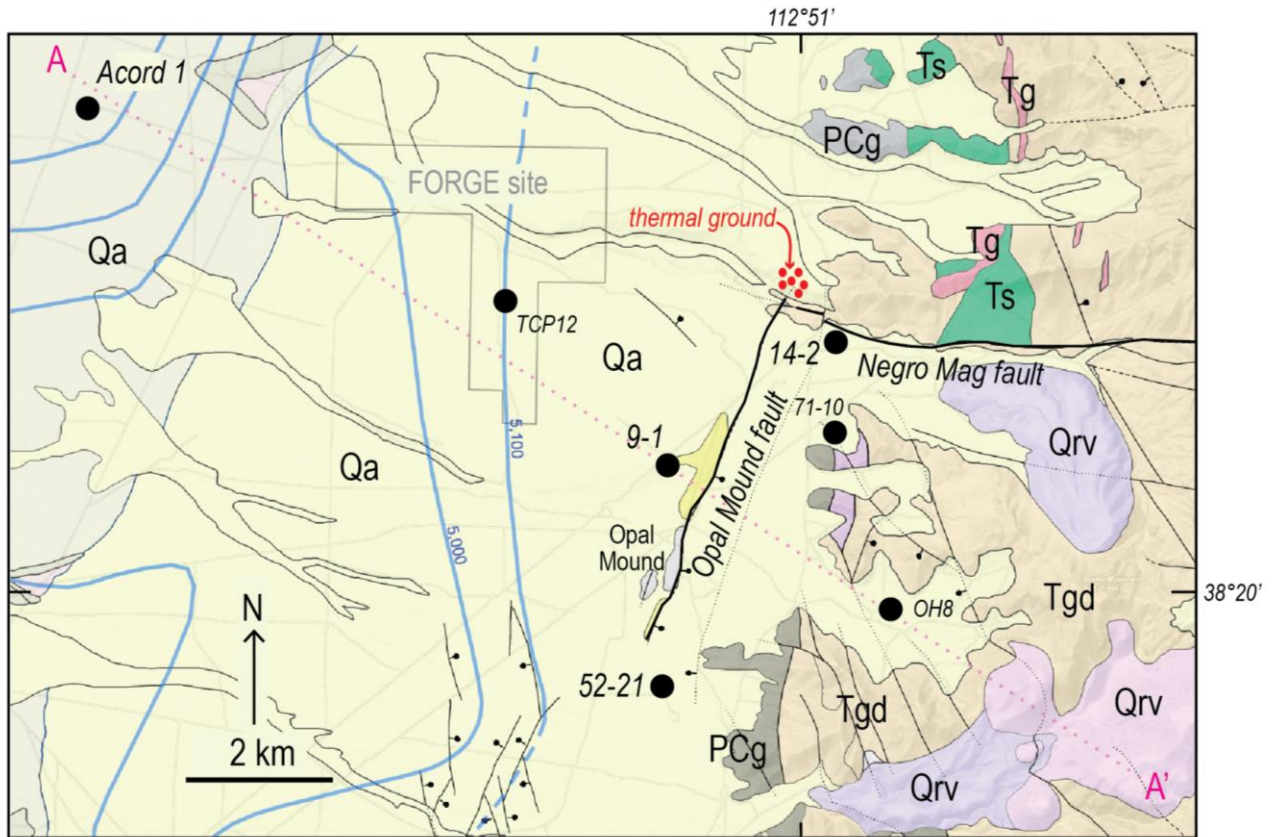 112°51'
A
Acord 1
Ts
Tg
PCg
FORGE site
thermal ground
Qa
Tg
Ts
TCP12
Qa
14-2
Negro Mag fault
71-10
5,100
9-1
Qrv
Qa
Opal Mound fault
Opal
Mound
5,000
N
OH8
Tgd
38°20'
52-21
Tgd
Qrv
2 km
PCg
Qrv
A'